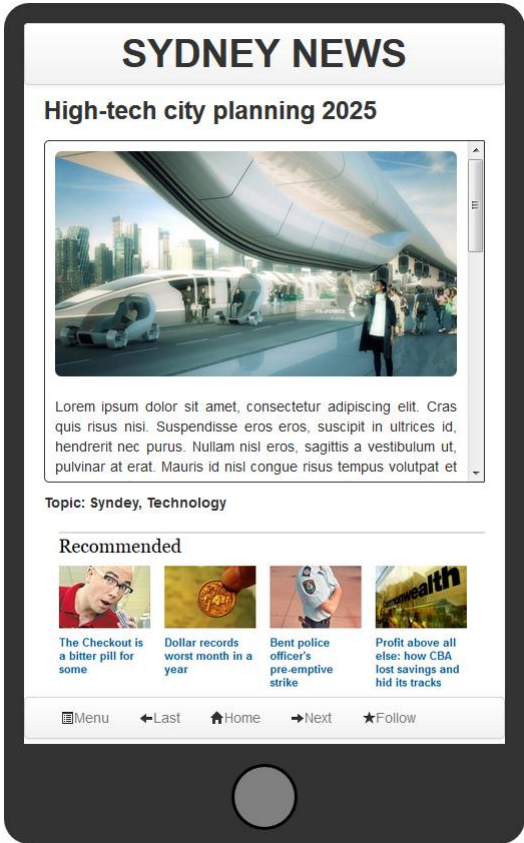 SYDNEY NEWS
High-tech city planning 2025
Lorem ipsum dolor sit amet, consectetur adipiscing elit. Cras
quis risus nisi. Suspendisse eros eros, suscipit in ultrices id,
hendrerit nec purus. Nullam nisl eros, sagittis a vestibulum ut,
pulvinar at erat. Mauris id nisl congue risus tempus volutpat et
Topic: Syndey, Technology
Recommended
The Checkout is
a bitter pill for
some
Dollar records
worst month in a
year
Bent police
officer's
pre-emptive
strike
Profit above all
else: how CBA
lost savings and
hid its tracks
Menu Last Home Next Follow